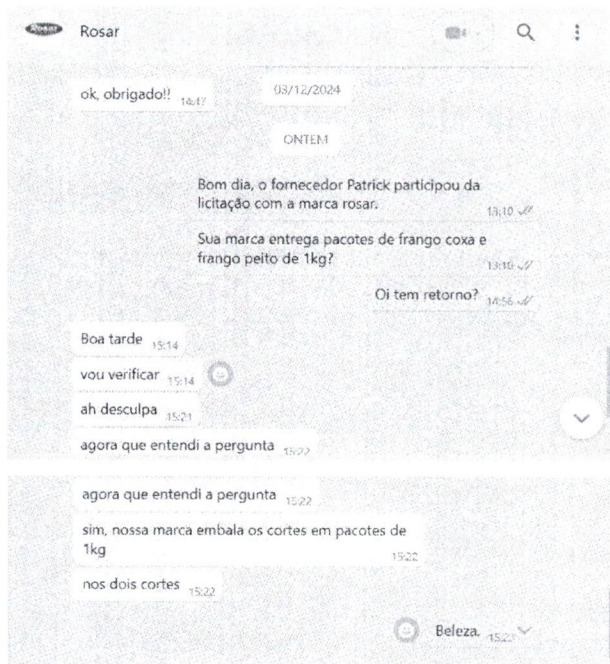 Rosar
Rosar
ok, obrigado!! 14:47
03/12/2024
ONTEM
Bom dia, o fornecedor Patrick participou da
licitação com a marca rosar.
13:10
Sua marca entrega pacotes de frango coxa e
frango peito de 1kg?
13:10
Oi tem retorno? 14:56
Boa tarde 15:14
vou verificar 15:14
ah desculpa 15:21
agora que entendi a pergunta 15:22
agora que entendi a pergunta 15:22
sim, nossa marca embala os cortes em pacotes de
1kg
15:22
nos dois cortes 15:22
Beleza. 15:23